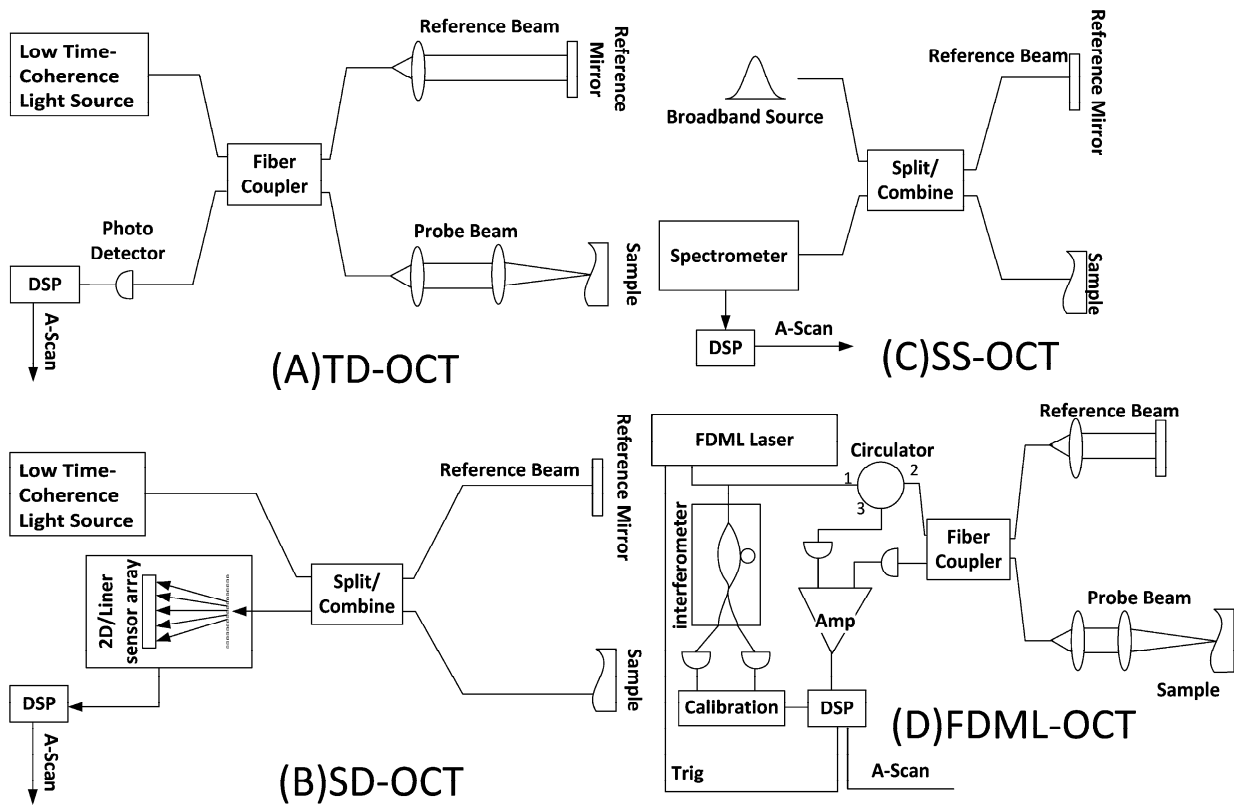 Low Time-
Coherence
Light Source
Reference Beam
Reference
Mirror
Fiber
Coupler
Photo
Detector
Probe Beam
Sample
DSP
A-Scan
(A)TD-OCT
Broadband Source
Reference Beam
Reference Mirror
Split/
Combine
Spectrometer
Sample
DSP
A-Scan
(C)SS-OCT
Low Time-
Coherence
Light Source
Reference Beam
Reference Mirror
2D/Liner
sensor array
Split/
Combine
Sample
DSP
A-Scan
(B)SD-OCT
FDML Laser
Circulator
1
2
3
Reference Beam
interferometer
Fiber
Coupler
Amp
Probe Beam
Sample
Calibration
DSP
(D)FDML-OCT
Trig
A-Scan